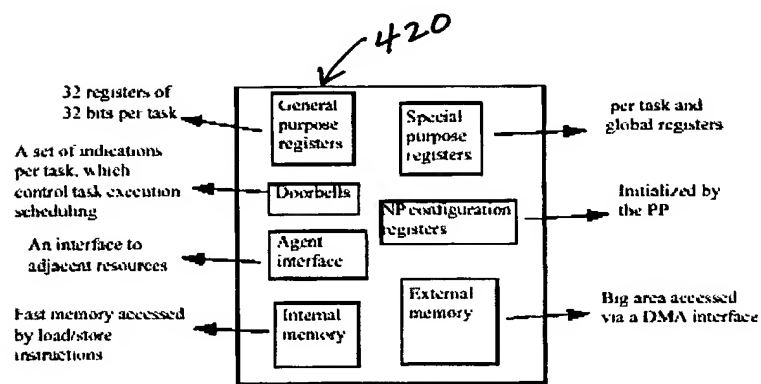 420
32 registers of
32 bits per task
General
purpose
registers
Special
purpose
registers
per task and
global registers
A set of indications
per task, which
control task execution
scheduling
Doorbells
NP configuration
registers
Initialized by
the PP
An interface to
adjacent resources
Agent
interface
Fast memory accessed
by load/store
instructions
Internal
memory
External
memory
Big area accessed
via a DMA interface